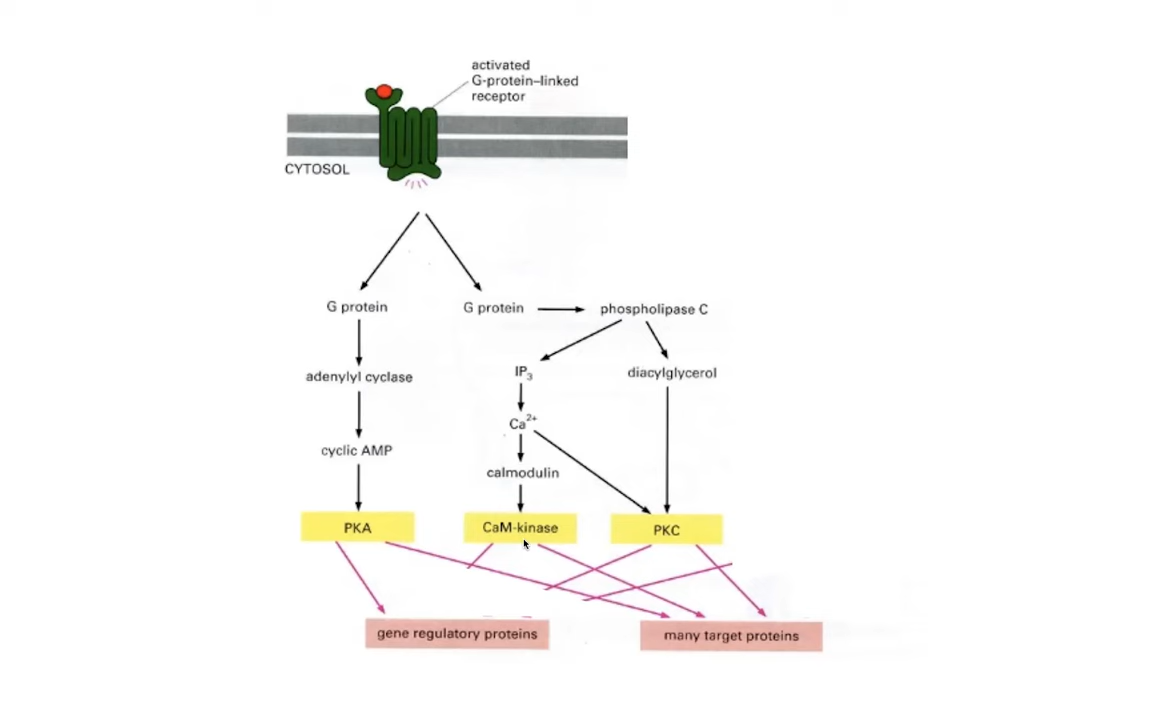 activated
G-protein–linked
receptor
CYTOSOL
G protein
G protein
phospholipase C
adenylyl cyclase
IP3
diacylglycerol
Ca2+
cyclic AMP
calmodulin
PKA
CaM-kinase
PKC
gene regulatory proteins
many target proteins